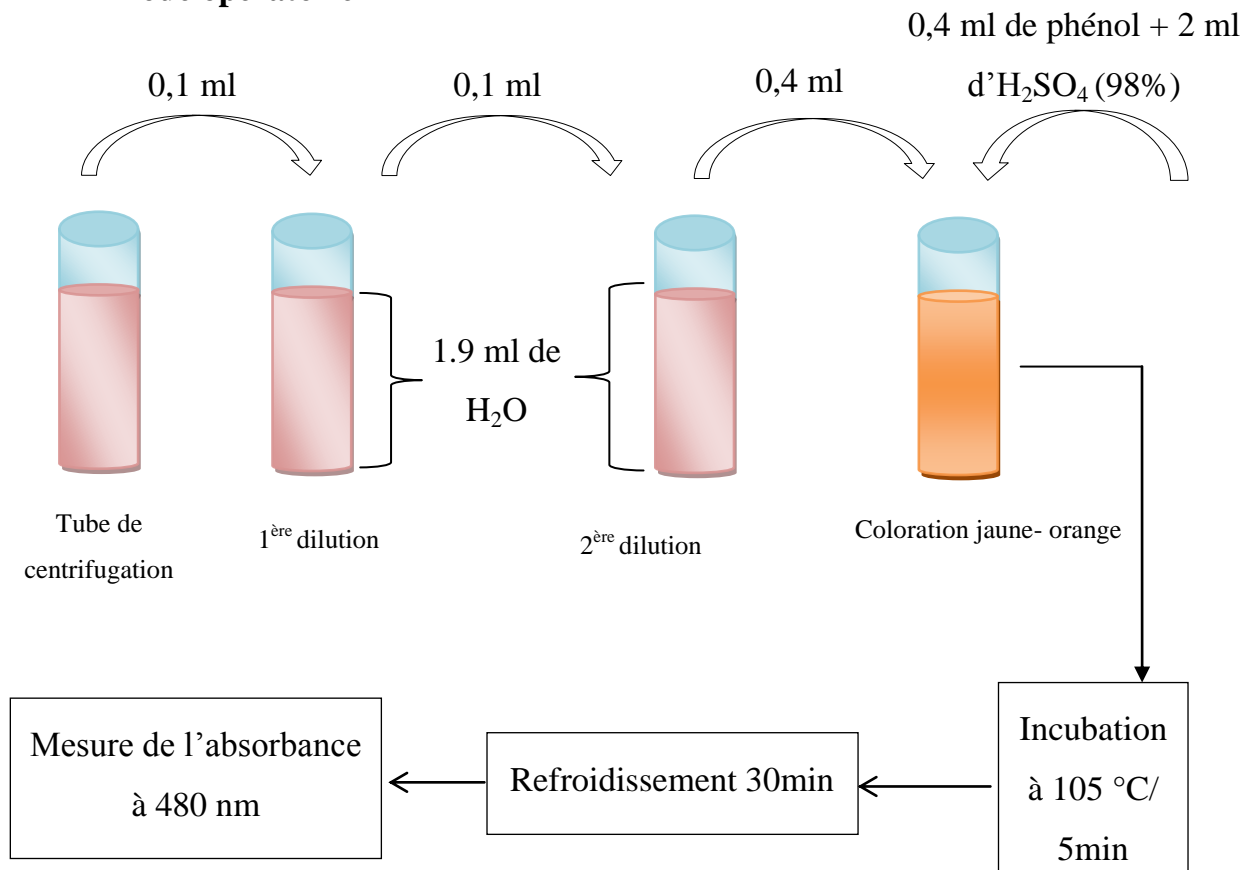 0,4 ml de phénol + 2 ml
d’H₂SO₄ (98%)
0,1 ml
0,1 ml
0,4 ml
1.9 ml de
H₂O
Tube de
centrifugation
1ère dilution
2ère dilution
Coloration jaune- orange
Incubation
à 105 °C/
5min
Refroidissement 30min
Mesure de l’absorbance
à 480 nm